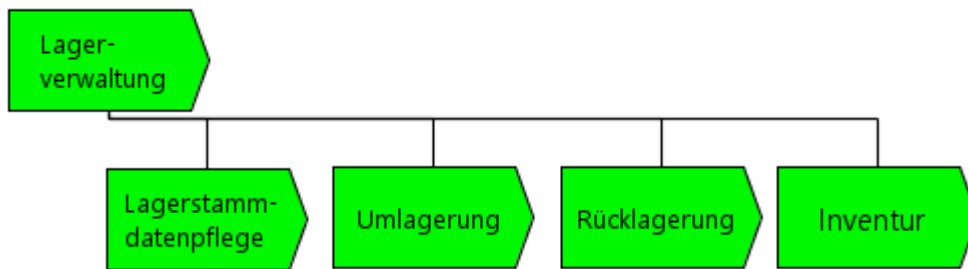 Lager-
verwaltung
Lagerstamm-
datenpflege
Umlagerung
Rücklagerung
Inventur